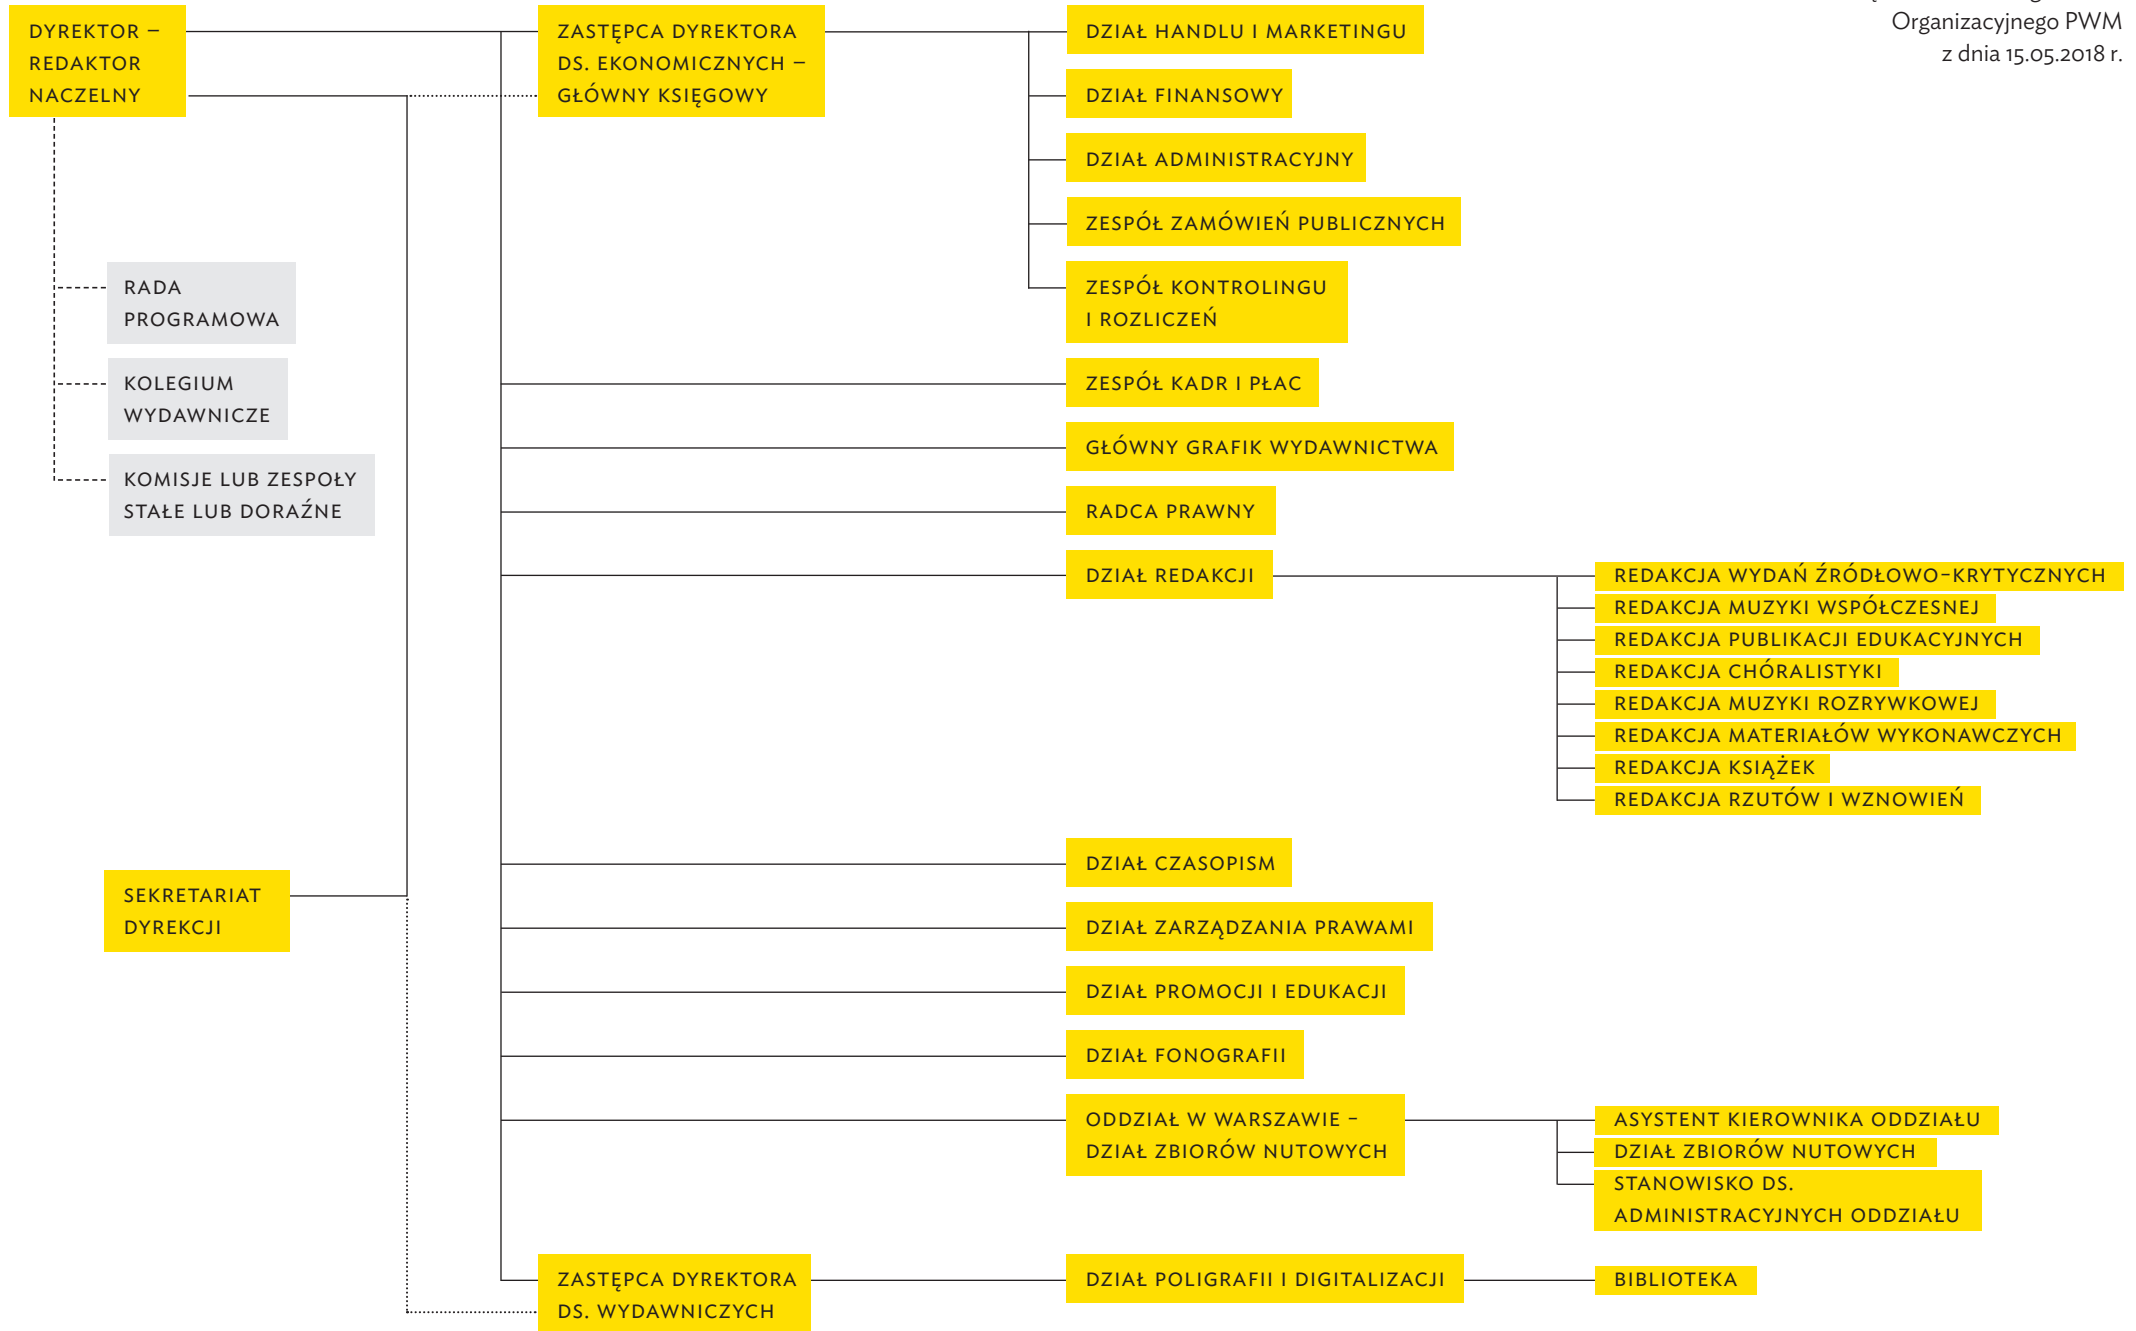 Organizacyjnego PWM
z dnia 15.05.2018 r.
DYREKTOR –
REDAKTOR
NACZELNY
ZASTĘPCA DYREKTORA
DS. EKONOMICZNYCH –
GŁÓWNY KSIĘGOWY
DZIAŁ HANDLU I MARKETINGU
DZIAŁ FINANSOWY
DZIAŁ ADMINISTRACYJNY
ZESPÓŁ ZAMÓWIEŃ PUBLICZNYCH
ZESPÓŁ KONTROLINGU
I ROZLICZEŃ
RADA
PROGRAMOWA
KOLEGIUM
WYDAWNICZE
KOMISJE LUB ZESPOŁY
STAŁE LUB DORAŹNE
ZESPÓŁ KADR I PŁAC
GŁÓWNY GRAFIK WYDAWNICTWA
RADCA PRAWNY
DZIAŁ REDAKCJI
REDAKCJA WYDAŃ ŹRÓDŁOWO-KRYTYCZNYCH
REDAKCJA MUZYKI WSPÓŁCZESNEJ
REDAKCJA PUBLIKACJI EDUKACYJNYCH
REDAKCJA CHÓRALISTYKI
REDAKCJA MUZYKI ROZRYWKOWEJ
REDAKCJA MATERIAŁÓW WYKONAWCZYCH
REDAKCJA KSIĄŻEK
REDAKCJA RZUTÓW I WZNOWIEŃ
SEKRETARIAT
DYREKCJI
DZIAŁ CZASOPISM
DZIAŁ ZARZĄDZANIA PRAWAMI
DZIAŁ PROMOCJI I EDUKACJI
DZIAŁ FONOGRAFII
ODDZIAŁ W WARSZAWIE –
DZIAŁ ZBIORÓW NUTOWYCH
ASYSTENT KIEROWNIKA ODDZIAŁU
DZIAŁ ZBIORÓW NUTOWYCH
STANOWISKO DS.
ADMINISTRACYJNYCH ODDZIAŁU
ZASTĘPCA DYREKTORA
DS. WYDAWNICZYCH
DZIAŁ POLIGRAFII I DIGITALIZACJI
BIBLIOTEKA